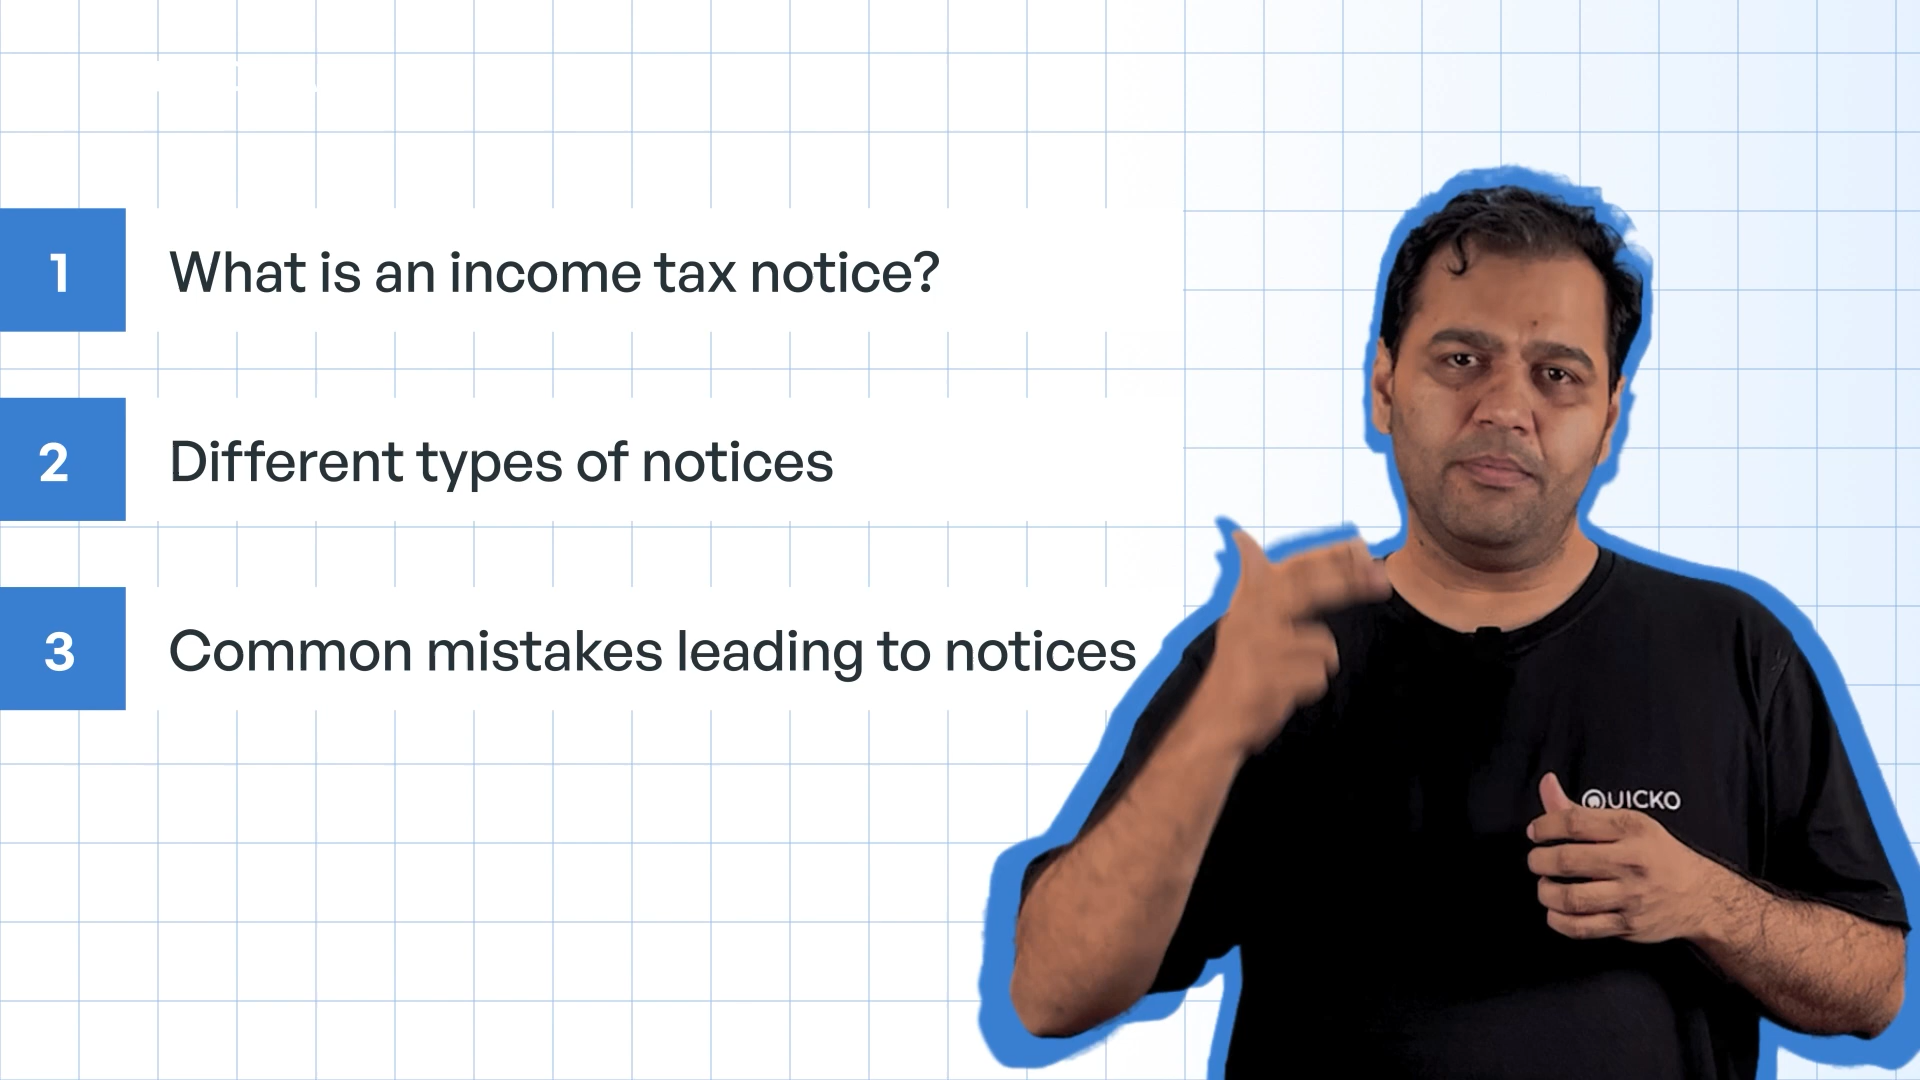 1 What is an income tax notice?
2 Different types of notices
3 Common mistakes leading to notices
QUICKO